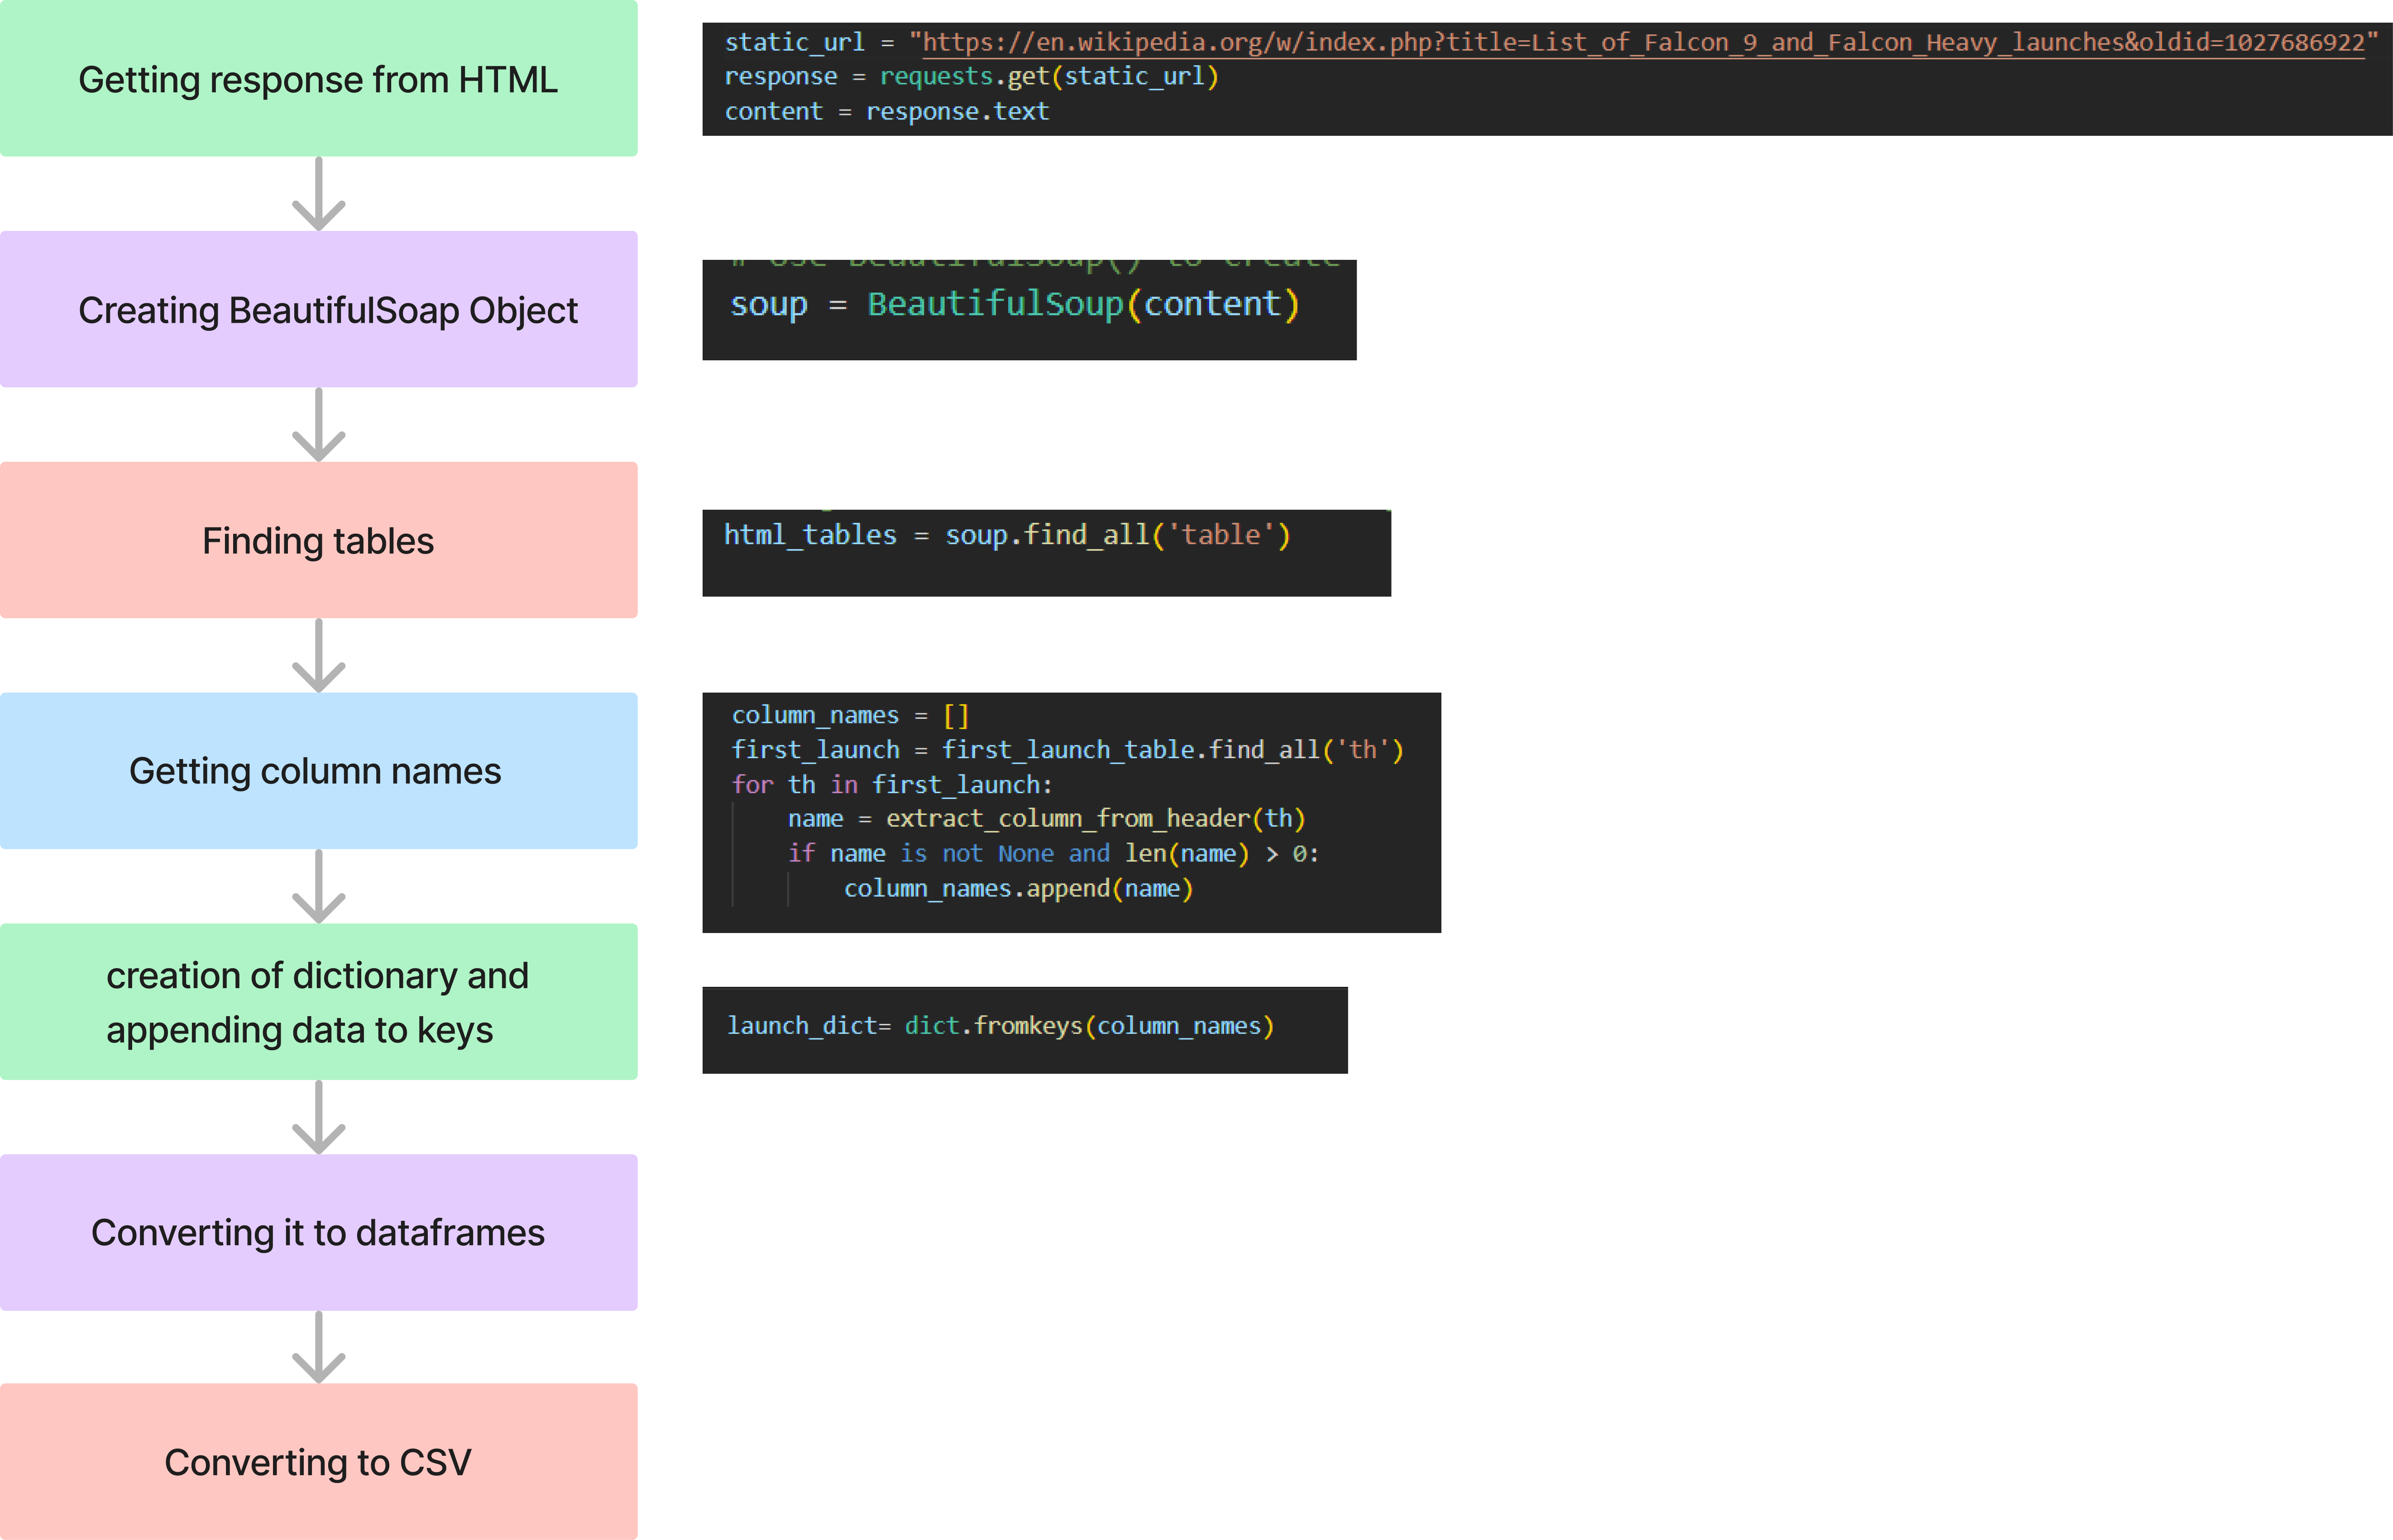 Getting response from HTML
static_url = "https://en.wikipedia.org/w/index.php?title=List_of_Falcon_9_and_Falcon_Heavy_launches&oldid=1027686922"
response = requests.get(static_url)
content = response.text
Creating BeautifulSoap Object
# Use BeautifulSoup() to create
soup = BeautifulSoup(content)
Finding tables
html_tables = soup.find_all('table')
Getting column names
column_names = []
first_launch = first_launch_table.find_all('th')
for th in first_launch:
name = extract_column_from_header(th)
if name is not None and len(name) > 0:
column_names.append(name)
creation of dictionary and
appending data to keys
launch_dict= dict.fromkeys(column_names)
Converting it to dataframes
Converting to CSV